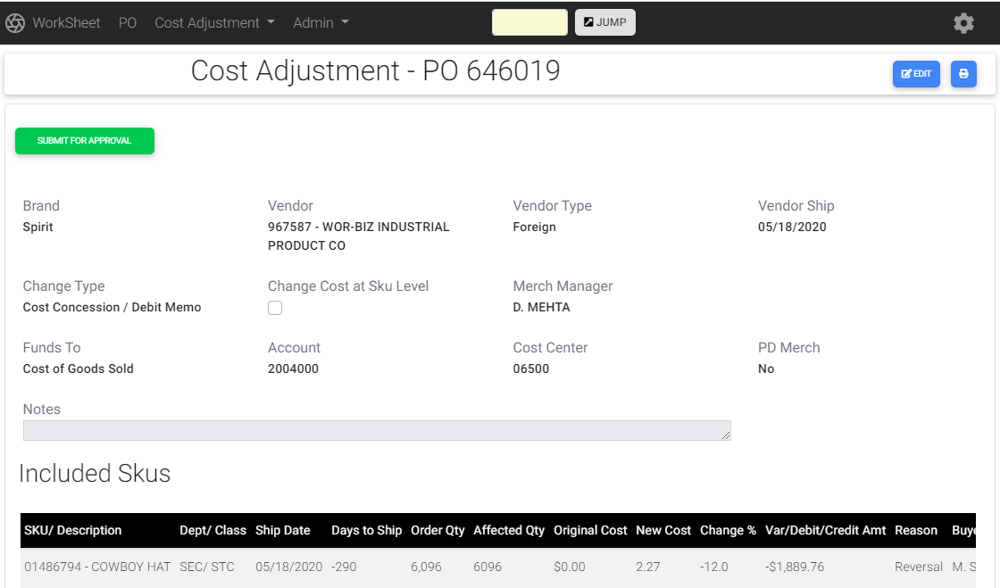 WorkSheet PO Cost Adjustment Admin JUMP
Cost Adjustment - PO 646019
EDIT
SUBMIT FOR APPROVAL
Brand Vendor Vendor Type Vendor Ship
Spirit 967587 - WOR-BIZ INDUSTRIAL Foreign 05/18/2020
PRODUCT CO
Change Type Change Cost at Sku Level Merch Manager
Cost Concession / Debit Memo D. MEHTA
Funds To Account Cost Center PD Merch
Cost of Goods Sold 2004000 06500 No
Notes
Included Skus
SKU/ Description Dept/ Class Ship Date Days to Ship Order Qty Affected Qty Original Cost New Cost Change % Var/Debit/Credit Amt Reason Buye
01486794 - COWBOY HAT SEC/ STC 05/18/2020 -290 6,096 6096 $0.00 2.27 -12.0 -$1,889.76 Reversal M. S